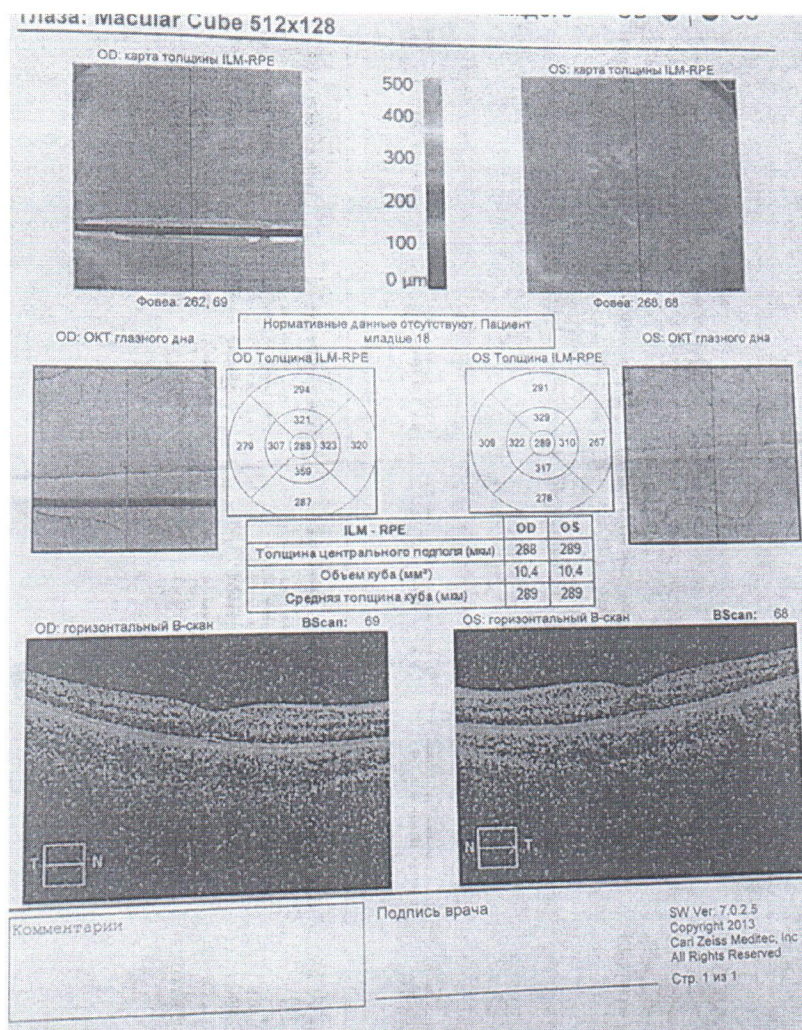 Глаза: Macular Cube 512x128
OD
OS
OD: карта толщины ILM-RPE
OS: карта толщины ILM-RPE
500
400
300
200
100
0 µm
Фовеа: 262, 69
Фовеа: 268, 68
Нормативные данные отсутствуют. Пациент
младше 18
OD: ОКТ глазного дна
OS: ОКТ глазного дна
OD Толщина ILM-RPE
OS Толщина ILM-RPE
294
321
279 307 288 323 320
359
287
291
329
309 322 289 310 267
317
278
ILM - RPE OD OS
Толщина центрального подполя (мкм) 288 289
Объем куба (мм³) 10,4 10,4
Средняя толщина куба (мкм) 289 289
OD: горизонтальный В-скан BScan: 69
OS: горизонтальный В-скан BScan: 68
T N
N T
Комментарии
Подпись врача
SW Ver: 7.0.2.5
Copyright 2013
Carl Zeiss Meditec, Inc
All Rights Reserved
Стр. 1 из 1